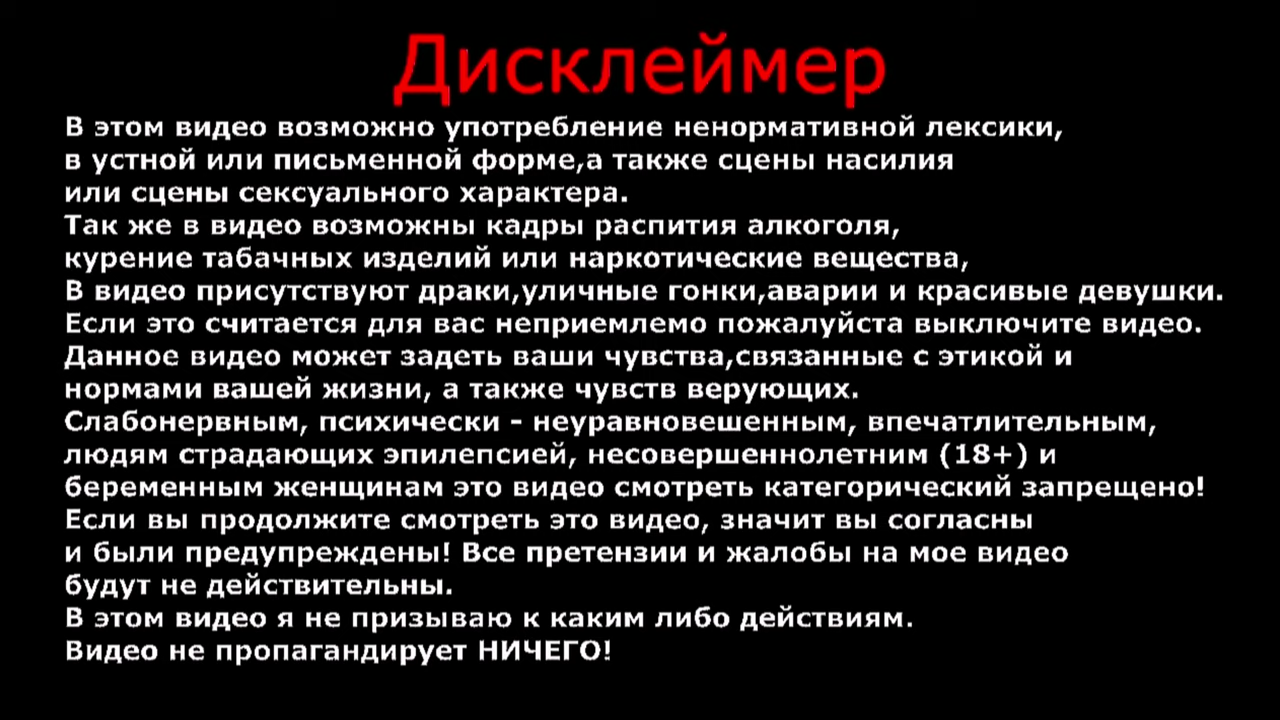 Дисклеймер
В этом видео возможно употребление ненормативной лексики,
в устной или письменной форме,а также сцены насилия
или сцены сексуального характера.
Так же в видео возможны кадры распития алкоголя,
курение табачных изделий или наркотические вещества,
В видео присутствуют драки,уличные гонки,аварии и красивые девушки.
Если это считается для вас неприемлемо пожалуйста выключите видео.
Данное видео может задеть ваши чувства,связанные с этикой и
нормами вашей жизни, а также чувств верующих.
Слабонервным, психически - неуравновешенным, впечатлительным,
людям страдающих эпилепсией, несовершеннолетним (18+) и
беременным женщинам это видео смотреть категорический запрещено!
Если вы продолжите смотреть это видео, значит вы согласны
и были предупреждены! Все претензии и жалобы на мое видео
будут не действительны.
В этом видео я не призываю к каким либо действиям.
Видео не пропагандирует НИЧЕГО!